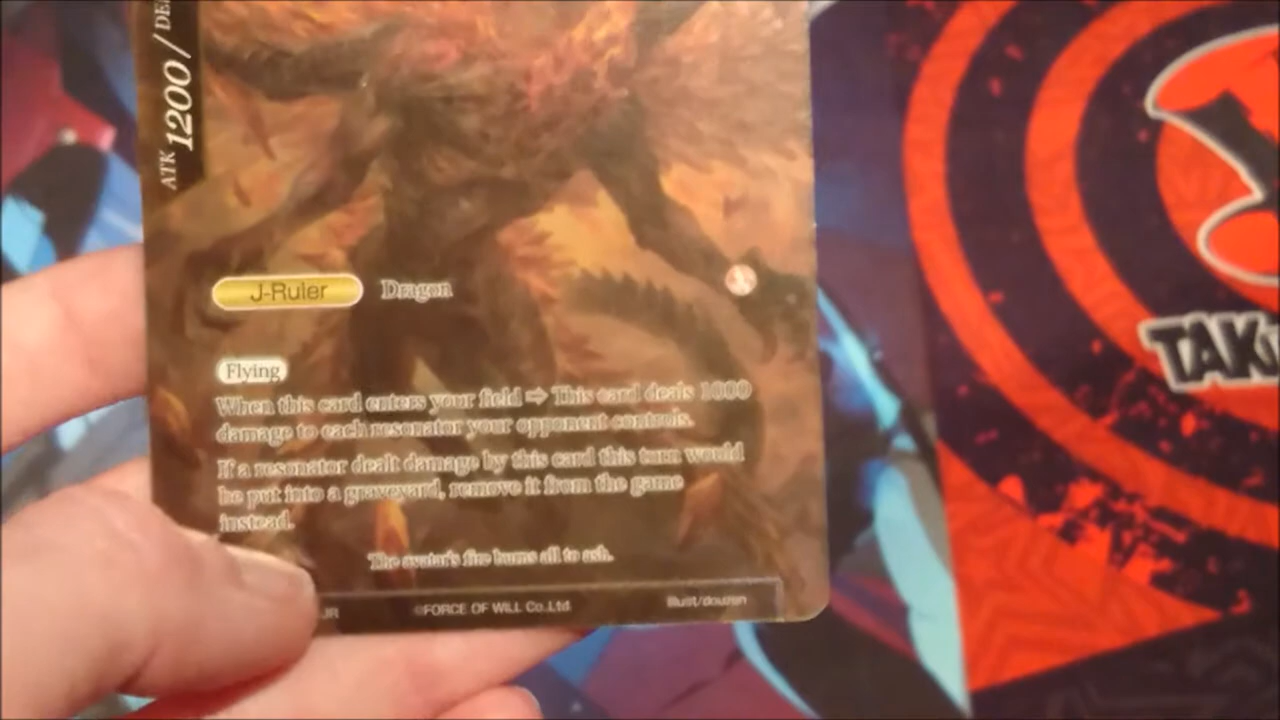 ATK 1200/
J-Ruler Dragon
Flying
When this card enters your field ⇒ This card deals 1000
damage to each resonator your opponent controls.
If a resonator dealt damage by this card this turn would
be put into a graveyard, remove it from the game
instead.
The avatar's fire burns all to ash.
JR ©FORCE OF WILL Co.,Ltd. illust/douzen
TAK